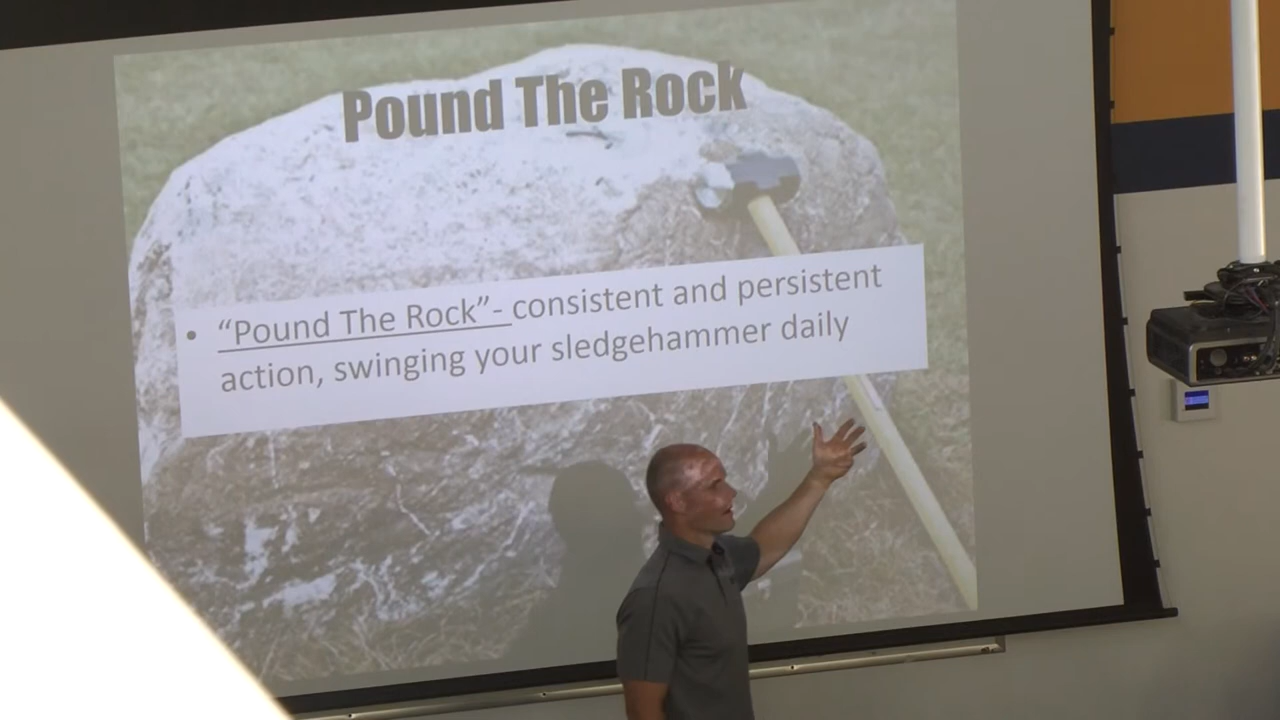 Pound The Rock
• “Pound The Rock”- consistent and persistent
action, swinging your sledgehammer daily